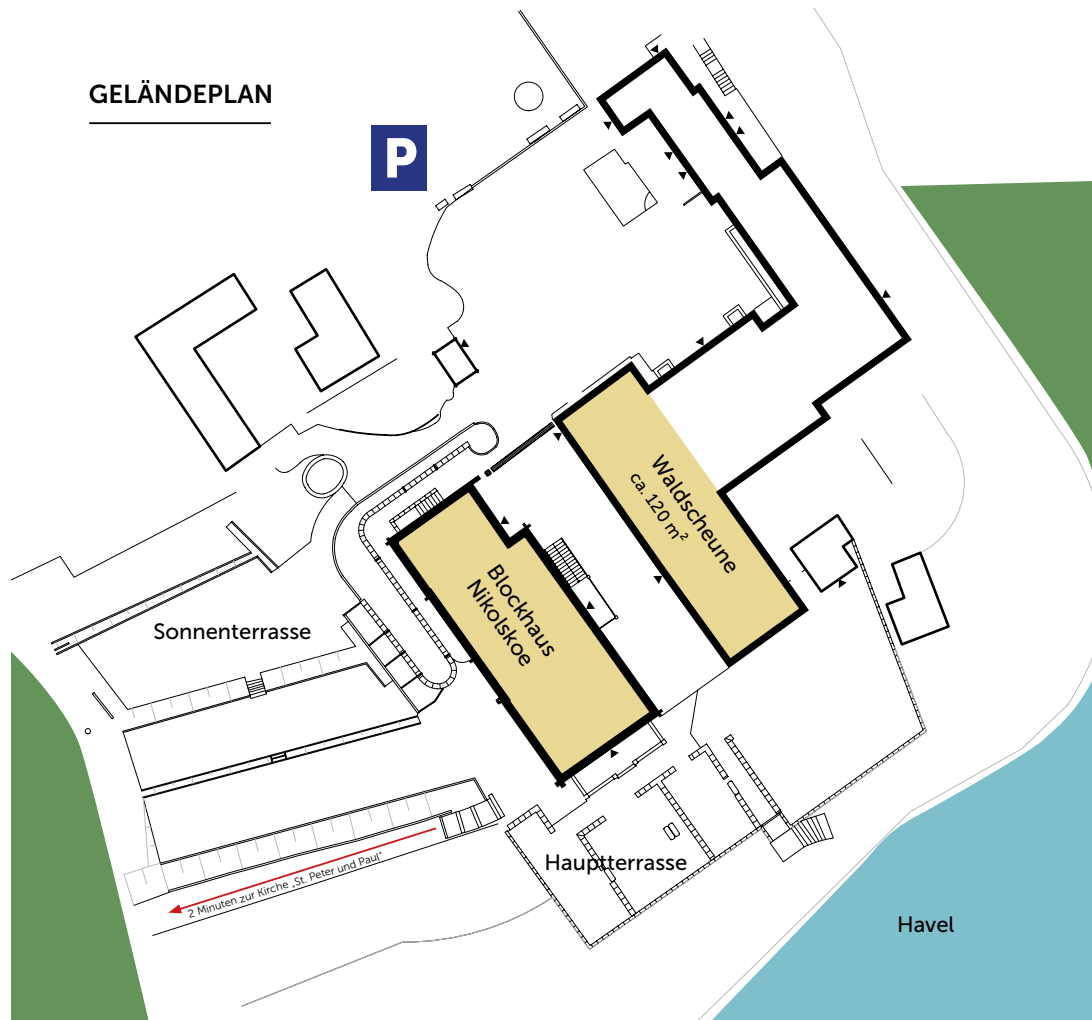 GELÄNDEPLAN
P
Waldscheune
ca. 120 m²
Blockhaus
Nikolskoe
Sonnenterrasse
Hauptterrasse
2 Minuten zur Kirche „St. Peter und Paul“
Havel